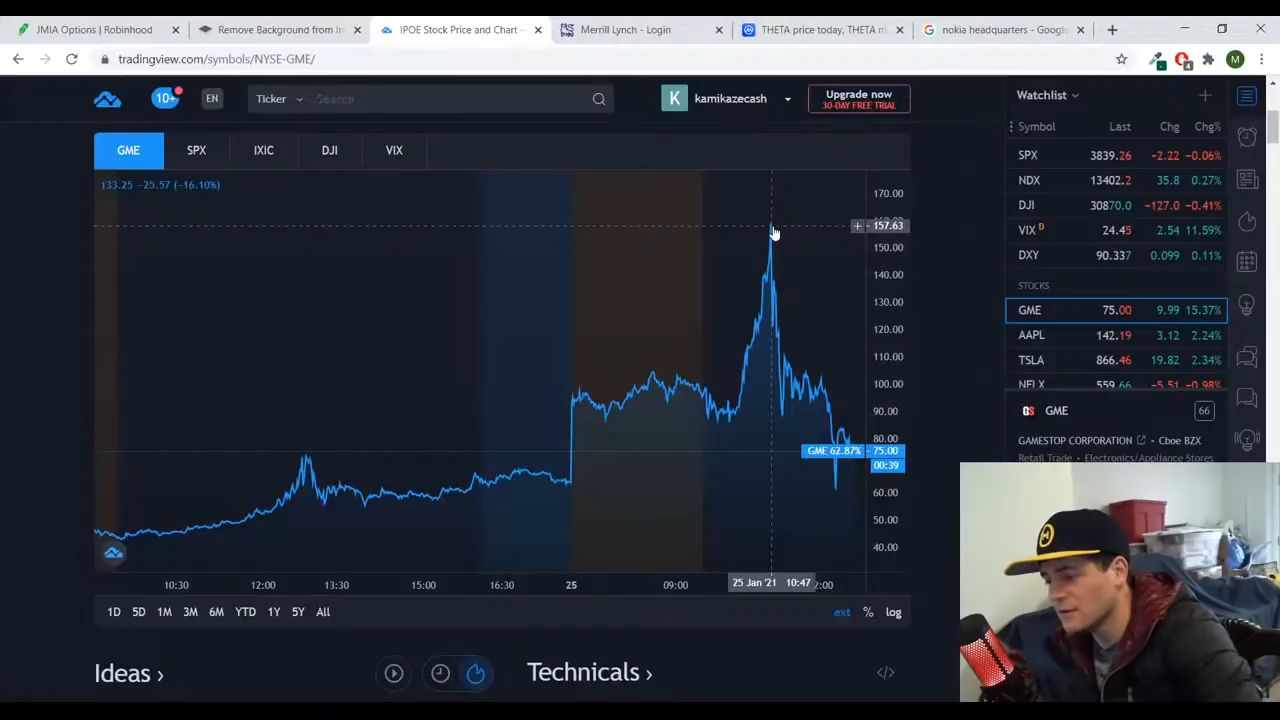 JMIA Options | Robinhood
Remove Background from Im
IPOE Stock Price and Chart —
Merrill Lynch - Login
THETA price today, THETA m
nokia headquarters - Google
tradingview.com/symbols/NYSE-GME/
M
10+
EN
Ticker
Search
K
kamikazecash
Upgrade now
30-DAY FREE TRIAL
GME
SPX
IXIC
DJI
VIX
133.25 −25.57 (−16.10%)
170.00
157.63
150.00
140.00
130.00
120.00
110.00
100.00
90.00
80.00
GME 62.87% 75.00
00:39
60.00
50.00
40.00
10:30
12:00
13:30
15:00
16:30
25
09:00
25 Jan '21 10:47
2:00
1D
5D
1M
3M
6M
YTD
1Y
5Y
All
ext
%
log
Ideas ›
Technicals ›
Watchlist
Symbol Last Chg Chg%
SPX 3839.26 −2.22 −0.06%
NDX 13402.2 35.8 0.27%
DJI 30870.0 −127.0 −0.41%
VIX D 24.45 2.54 11.59%
DXY 90.337 0.099 0.11%
STOCKS
GME 75.00 9.99 15.37%
AAPL 142.19 3.12 2.24%
TSLA 866.46 19.82 2.34%
NFLX 559.66 −5.51 −0.98%
GS
GME
66
GAMESTOP CORPORATION • Cboe BZX
Retail Trade • Electronics/Appliance Stores